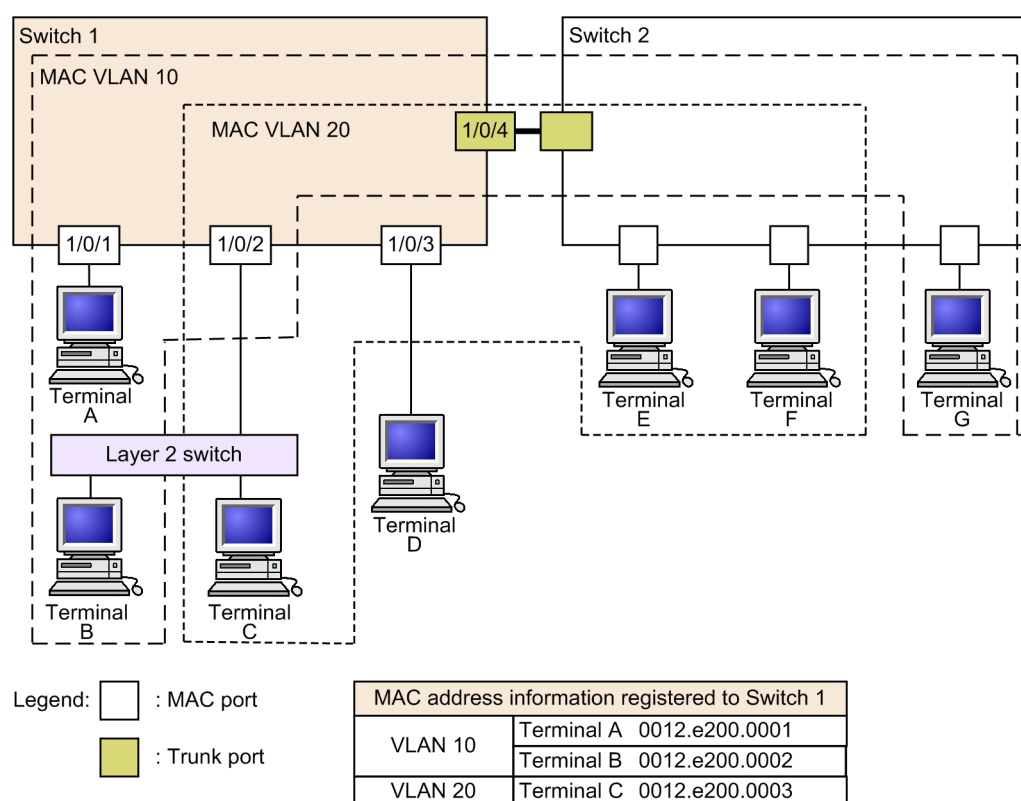 Switch 1
Switch 2
MAC VLAN 10
MAC VLAN 20
1/0/4
1/0/1
1/0/2
1/0/3
Terminal
A
Terminal
E
Terminal
F
Terminal
G
Layer 2 switch
Terminal
D
Terminal
B
Terminal
C
Legend:
: MAC port
: Trunk port
MAC address information registered to Switch 1
VLAN 10
Terminal A 0012.e200.0001
Terminal B 0012.e200.0002
VLAN 20
Terminal C 0012.e200.0003